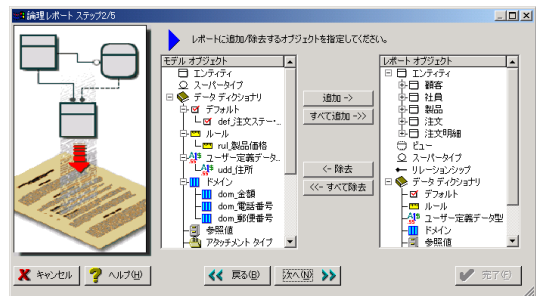 論理レポート ステップ2/5
レポートに追加/除去するオブジェクトを指定してください。
モデル オブジェクト
エンティティ
スーパータイプ
データ ディクショナリ
デフォルト
def_注文ステー･...
ルール
rul_製品価格
ユーザー定義データ..
udd_住所
ドメイン
dom_金額
dom_電話番号
dom_郵便番号
参照値
アタッチメント タイプ
追加 ->
すべて追加 ->>
<- 除去
<<- すべて除去
レポート オブジェクト
エンティティ
顧客
社員
製品
注文
注文明細
ビュー
スーパータイプ
リレーションシップ
データ ディクショナリ
デフォルト
ルール
ユーザー定義データ型
ドメイン
参照値
キャンセル
ヘルプ(H)
戻る(B)
次へ(N)
完了(F)